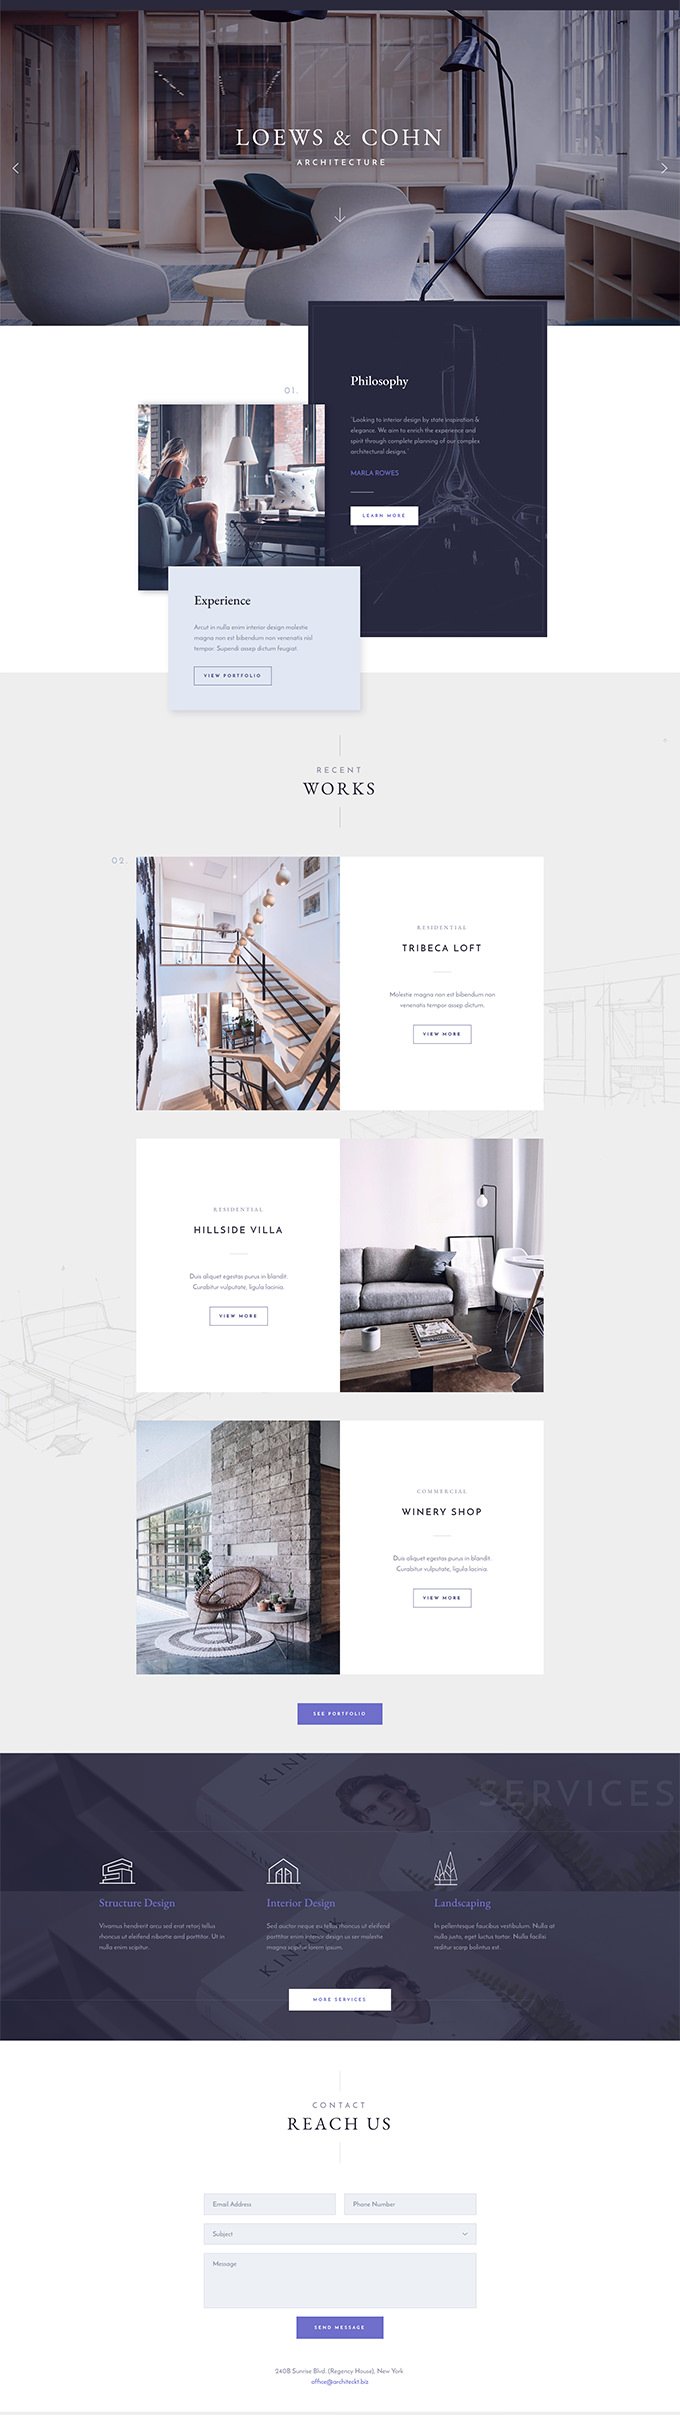 LOEWS & COHN
ARCHITECTURE
01.
Philosophy
"Looking to interior design by state inspiration &
elegance. We aim to enrich the experience and
spirit through complete planning of our complex
architectural designs."
MARLA ROWES
LEARN MORE
Experience
Arcut in nulla enim interior design molestie
magna non est bibendum non venenatis nisl
tempor. Supendi assep dictum feugiat.
VIEW PORTFOLIO
RECENT
WORKS
02.
RESIDENTIAL
TRIBECA LOFT
Molestie magna non est bibendum non
venenatis tempor assep dictum.
VIEW MORE
RESIDENTIAL
HILLSIDE VILLA
Duis aliquet egestas purus in blandit.
Curabitur vulputate, ligula lacinia.
VIEW MORE
COMMERCIAL
WINERY SHOP
Duis aliquet egestas purus in blandit.
Curabitur vulputate, ligula lacinia.
VIEW MORE
SEE PORTFOLIO
SERVICES
Structure Design
Vivamus hendrerit arcu sed erat retorj tellus
rhoncus ut eleifend nibortie and porttitor. Ut in
nulla enim scipitur.
Interior Design
Sed auctor neque eu tellus rhoncus ut eleifend
porttitor enim interior design us ser molestie
magna scipitur lorem ipsum.
Landscaping
In pellentesque faucibus vestibulum. Nulla at
nulla justo, eget luctus tortor. Nulla facilisi
reditur scarp bolintus est.
MORE SERVICES
CONTACT
REACH US
Email Address
Phone Number
Subject
Message
SEND MESSAGE
240B Sunrise Blvd. (Regency House), New York
office@architeckt.biz